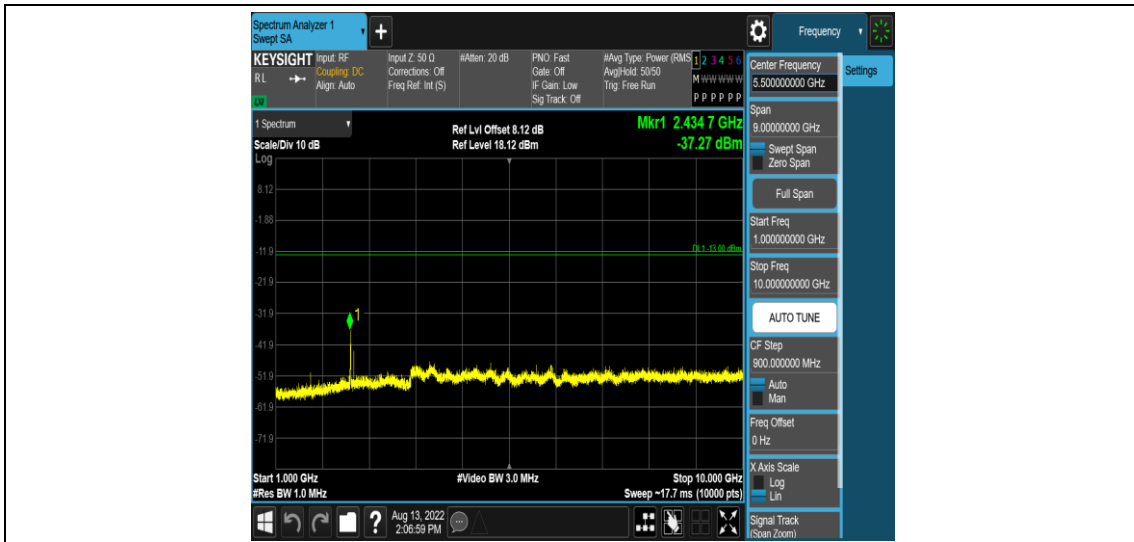 Spectrum Analyzer 1
Swept SA
+
Frequency
KEYSIGHT
RL
LM
Input: RF
Coupling: DC
Align: Auto
Input Z: 50 Ω
Corrections: Off
Freq Ref: Int (S)
#Atten: 20 dB
PNO: Fast
Gate: Off
IF Gain: Low
Sig Track: Off
#Avg Type: Power (RMS
Avg|Hold: 50/50
Trig: Free Run
1 2 3 4 5 6
M W W W W W
P P P P P P
1 Spectrum
Scale/Div 10 dB
Log
Ref Lvl Offset 8.12 dB
Ref Level 18.12 dBm
Mkr1 2.434 7 GHz
-37.27 dBm
8.12
-1.88
-11.9
DL1 -13.00 dBm
-21.9
-31.9
1
-41.9
-51.9
-61.9
-71.9
Start 1.000 GHz
#Video BW 3.0 MHz
Stop 10.000 GHz
#Res BW 1.0 MHz
Sweep ~17.7 ms (10000 pts)
?
Aug 13, 2022
2:06:59 PM
Center Frequency
5.500000000 GHz
Settings
Span
9.00000000 GHz
Swept Span
Zero Span
Full Span
Start Freq
1.000000000 GHz
Stop Freq
10.000000000 GHz
AUTO TUNE
CF Step
900.000000 MHz
Auto
Man
Freq Offset
0 Hz
X Axis Scale
Log
Lin
Signal Track
(Span Zoom)